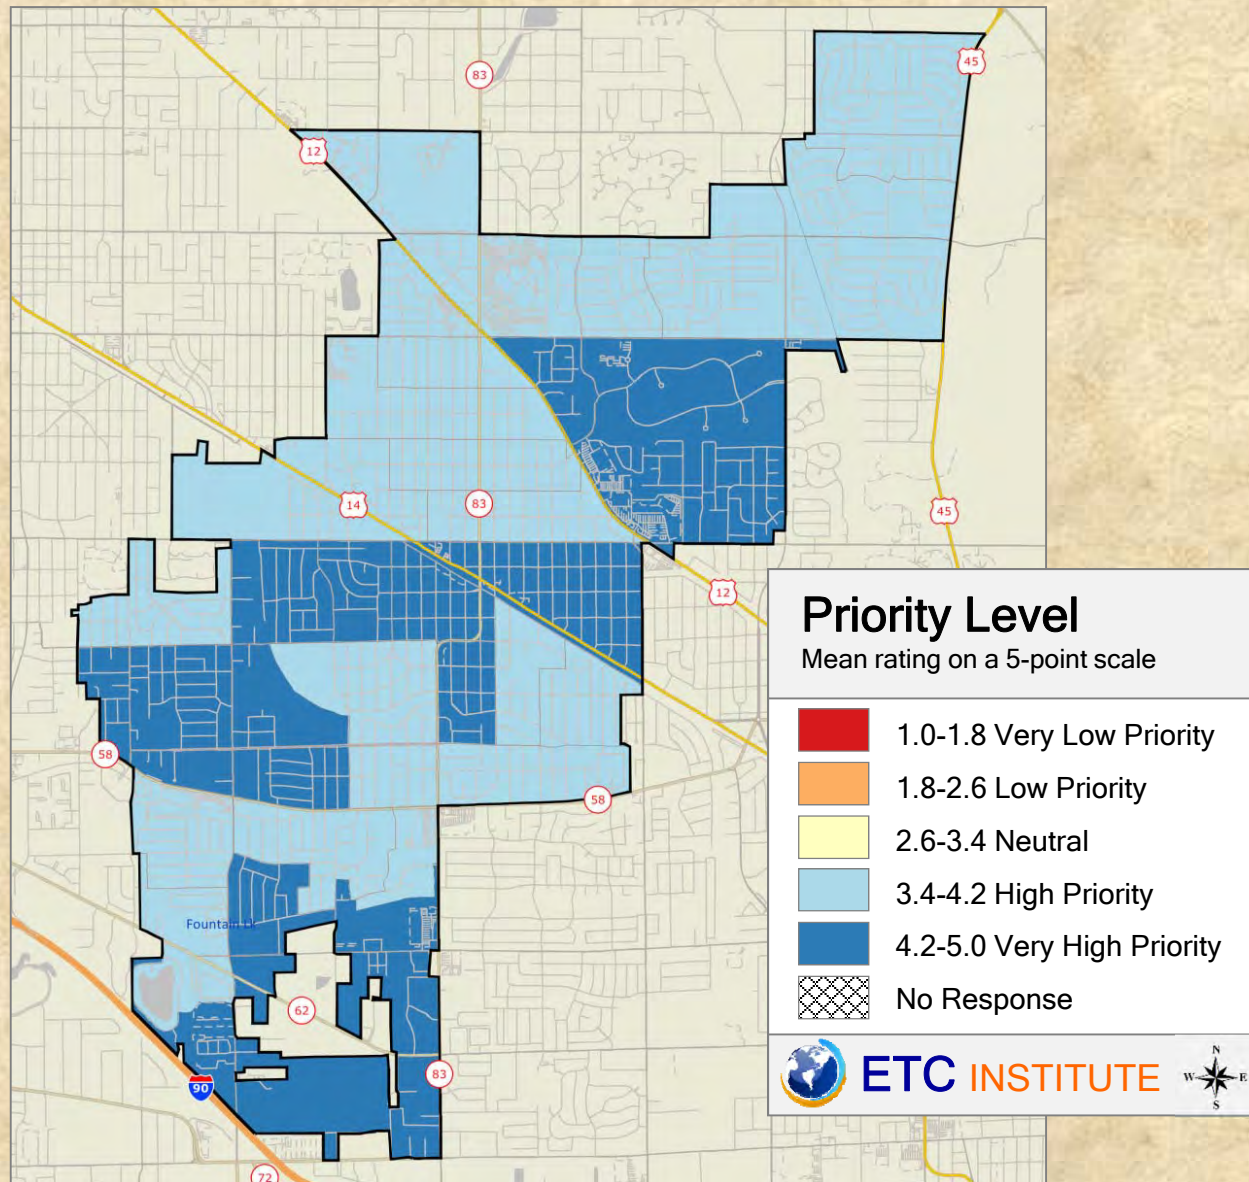 83
45
12
14
83
45
12
58
58
Fountain Lk
62
83
90
72
Priority Level
Mean rating on a 5-point scale
1.0-1.8 Very Low Priority
1.8-2.6 Low Priority
2.6-3.4 Neutral
3.4-4.2 High Priority
4.2-5.0 Very High Priority
No Response
ETC INSTITUTE
N
W E
S